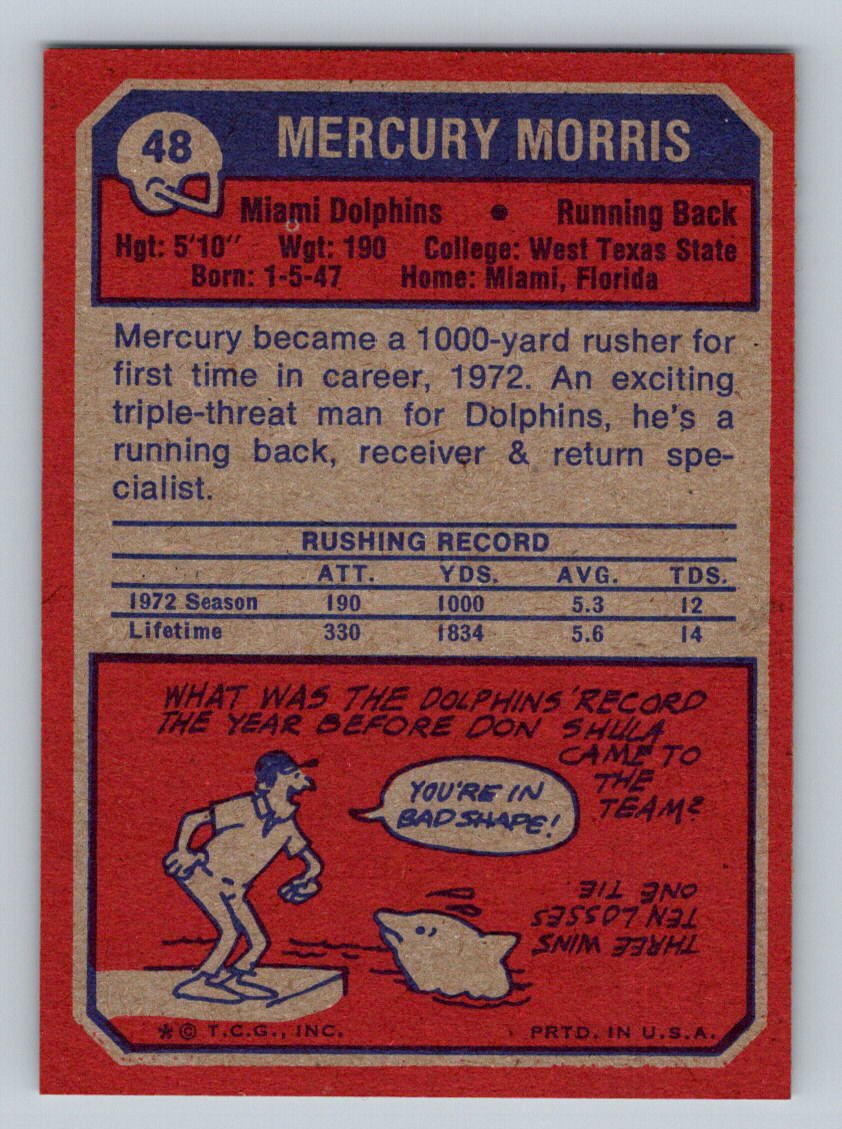 48
MERCURY MORRIS
Miami Dolphins • Running Back
Hgt: 5'10" Wgt: 190 College: West Texas State
Born: 1-5-47 Home: Miami, Florida
Mercury became a 1000-yard rusher for
first time in career, 1972. An exciting
triple-threat man for Dolphins, he's a
running back, receiver & return spe-
cialist.
RUSHING RECORD
ATT. YDS. AVG. TDS.
1972 Season 190 1000 5.3 12
Lifetime 330 1834 5.6 14
WHAT WAS THE DOLPHINS' RECORD
THE YEAR BEFORE DON SHULA
CAME TO
THE
TEAM?
YOU'RE IN
BAD SHAPE!
THREE WINS
TEN LOSSES
ONE TIE
* © T.C.G., INC. PRTD. IN U.S.A.